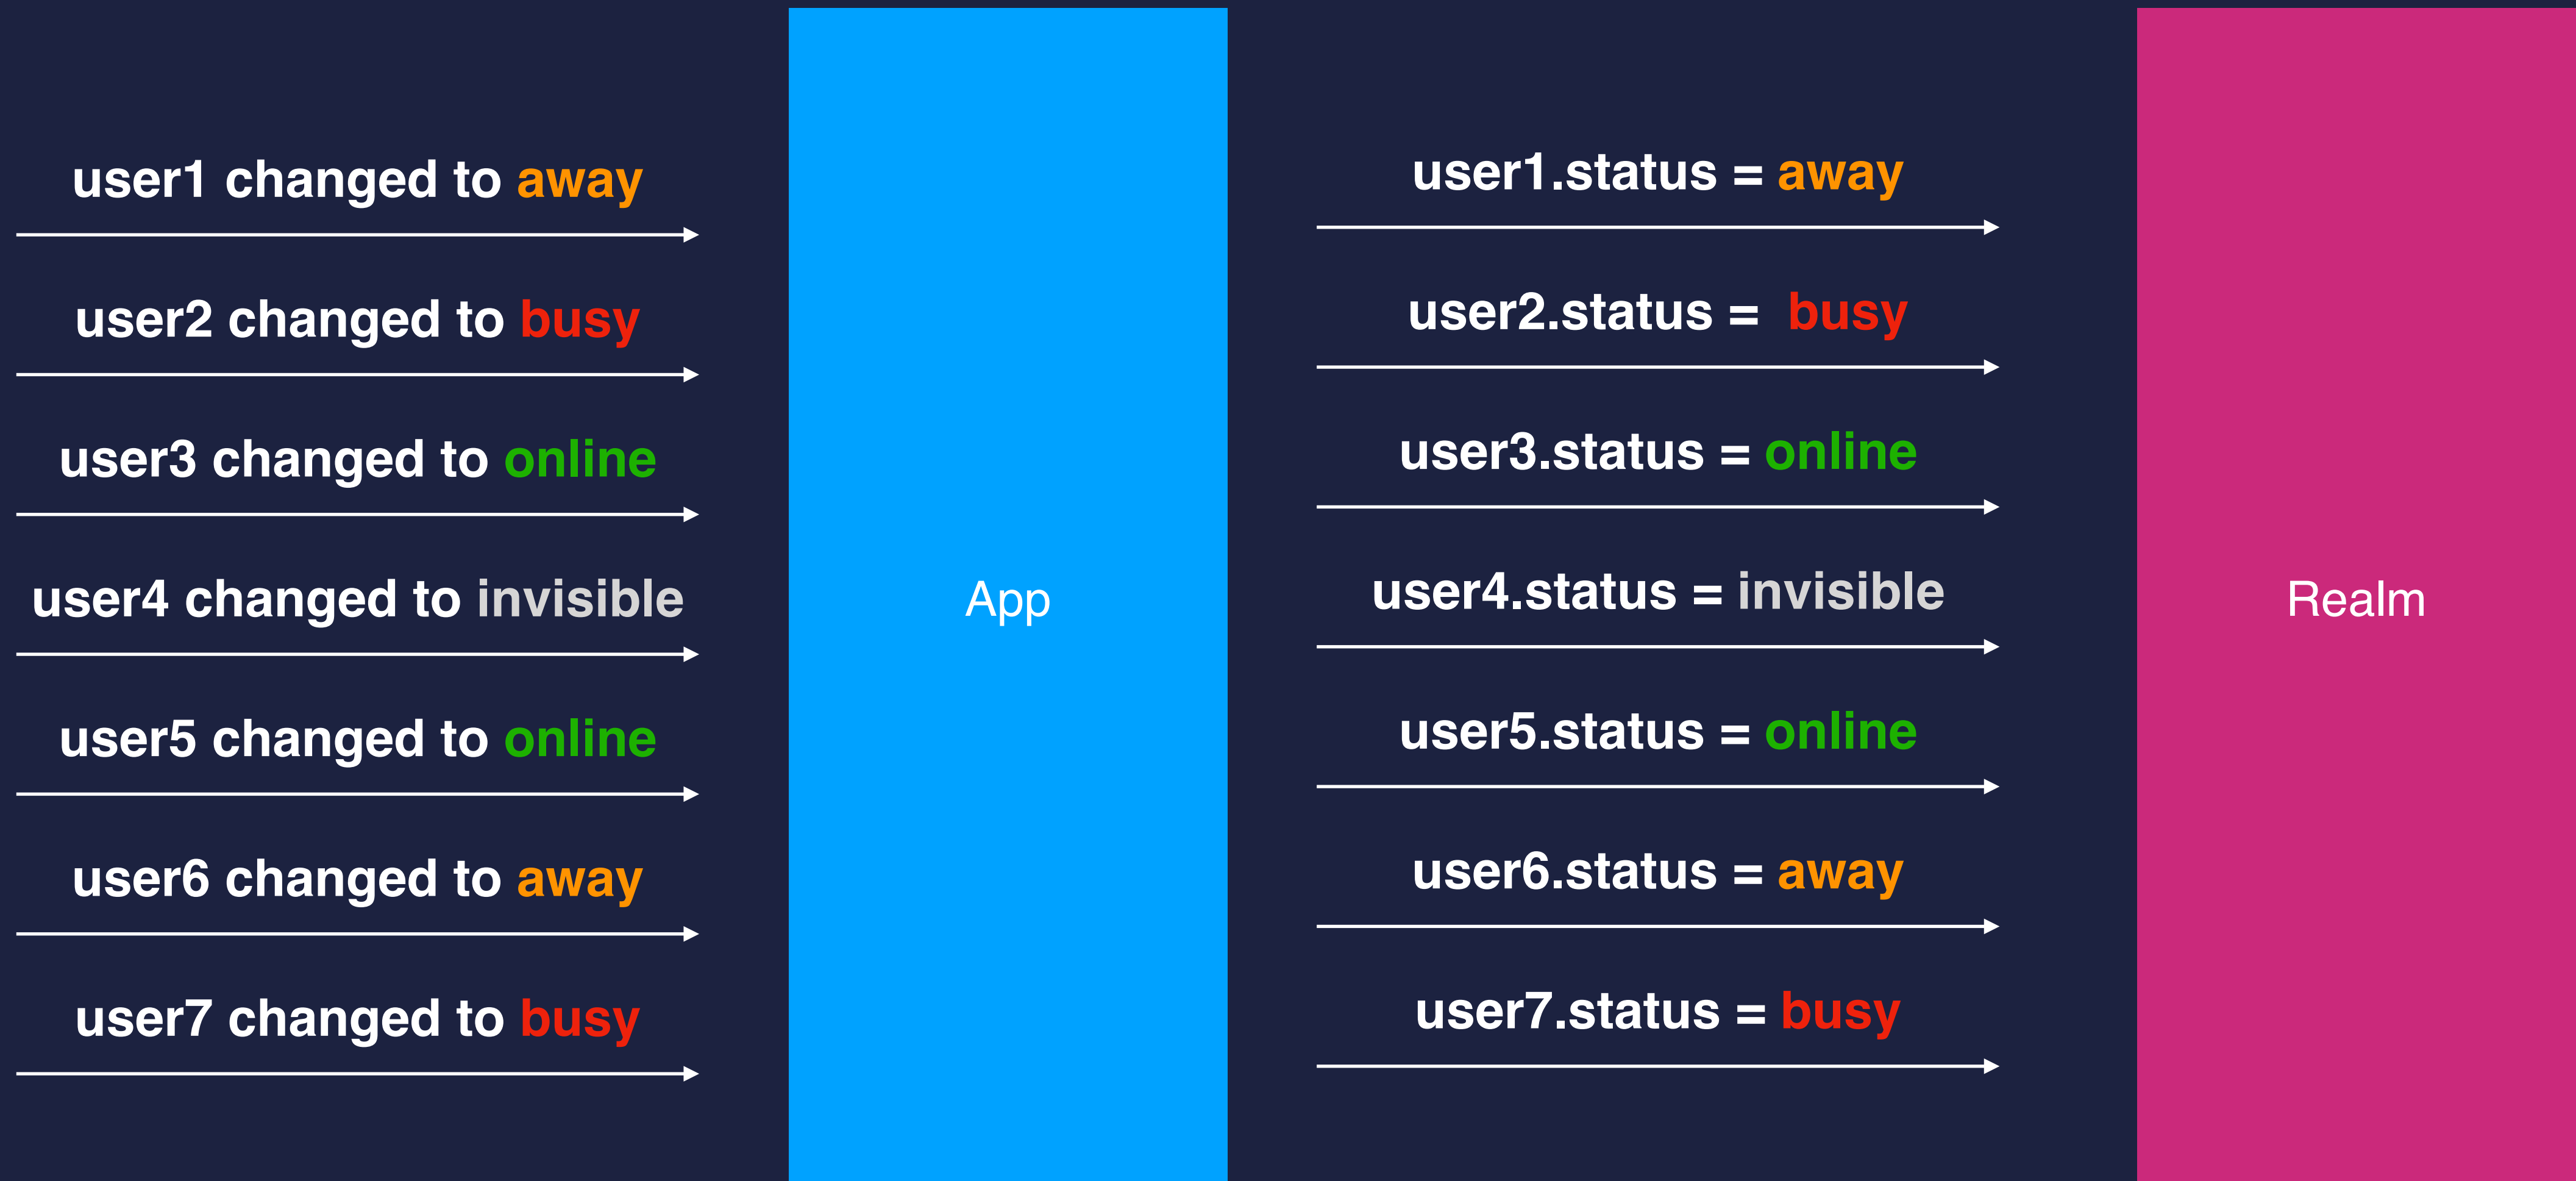 user1 changed to away
user2 changed to busy
user3 changed to online
user4 changed to invisible
user5 changed to online
user6 changed to away
user7 changed to busy
App
user1.status = away
user2.status =  busy
user3.status = online
user4.status = invisible
user5.status = online
user6.status = away
user7.status = busy
Realm